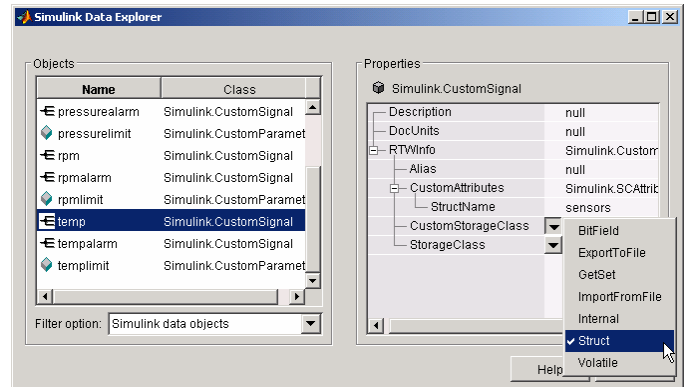 Simulink Data Explorer
Objects
Name Class
pressurealarm Simulink.CustomSignal
pressurelimit Simulink.CustomParamet
rpm Simulink.CustomSignal
rpmalarm Simulink.CustomSignal
rpmlimit Simulink.CustomParamet
temp Simulink.CustomSignal
tempalarm Simulink.CustomSignal
templimit Simulink.CustomParamet
Filter option: Simulink data objects
Properties
Simulink.CustomSignal
Description null
DocUnits null
RTWInfo Simulink.Custom
Alias null
CustomAttributes Simulink.SCAttrib
StructName sensors
CustomStorageClass
StorageClass
BitField
ExportToFile
GetSet
ImportFromFile
Internal
Struct
Volatile
Help